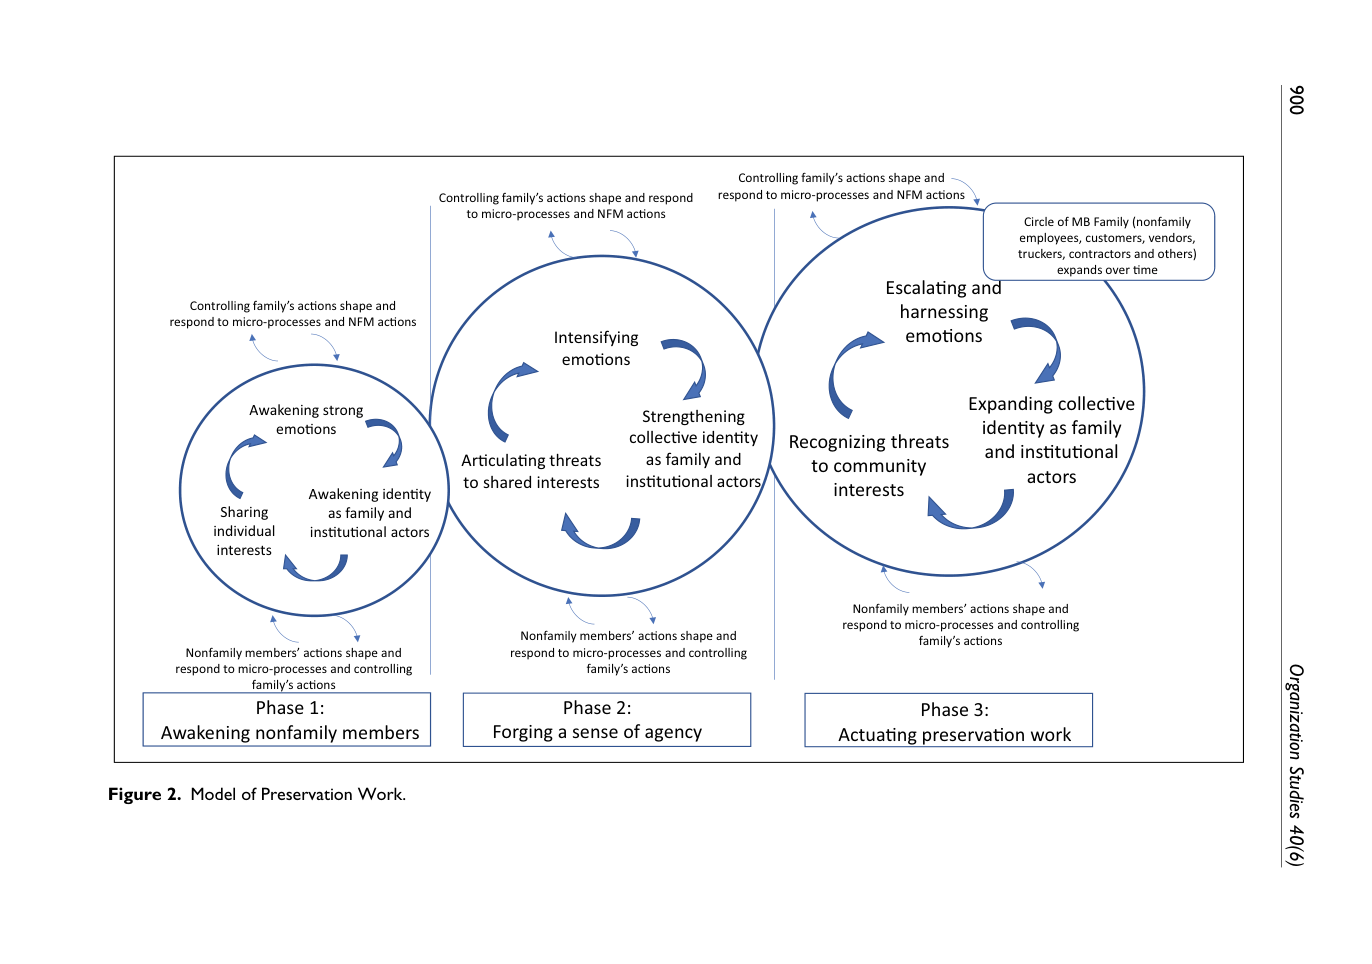 900
Organization Studies 40(6)
Controlling family's actions shape and
respond to micro-processes and NFM actions
Awakening strong
emotions
Awakening identity
as family and
institutional actors
Sharing
individual
interests
Nonfamily members' actions shape and
respond to micro-processes and controlling
family's actions
Phase 1:
Awakening nonfamily members
Controlling family's actions shape and respond
to micro-processes and NFM actions
Intensifying
emotions
Strengthening
collective identity
as family and
institutional actors
Articulating threats
to shared interests
Nonfamily members' actions shape and
respond to micro-processes and controlling
family's actions
Phase 2:
Forging a sense of agency
Controlling family's actions shape and
respond to micro-processes and NFM actions
Circle of MB Family (nonfamily
employees, customers, vendors,
truckers, contractors and others)
expands over time
Escalating and
harnessing
emotions
Expanding collective
identity as family
and institutional
actors
Recognizing threats
to community
interests
Nonfamily members' actions shape and
respond to micro-processes and controlling
family's actions
Phase 3:
Actuating preservation work
Figure 2. Model of Preservation Work.